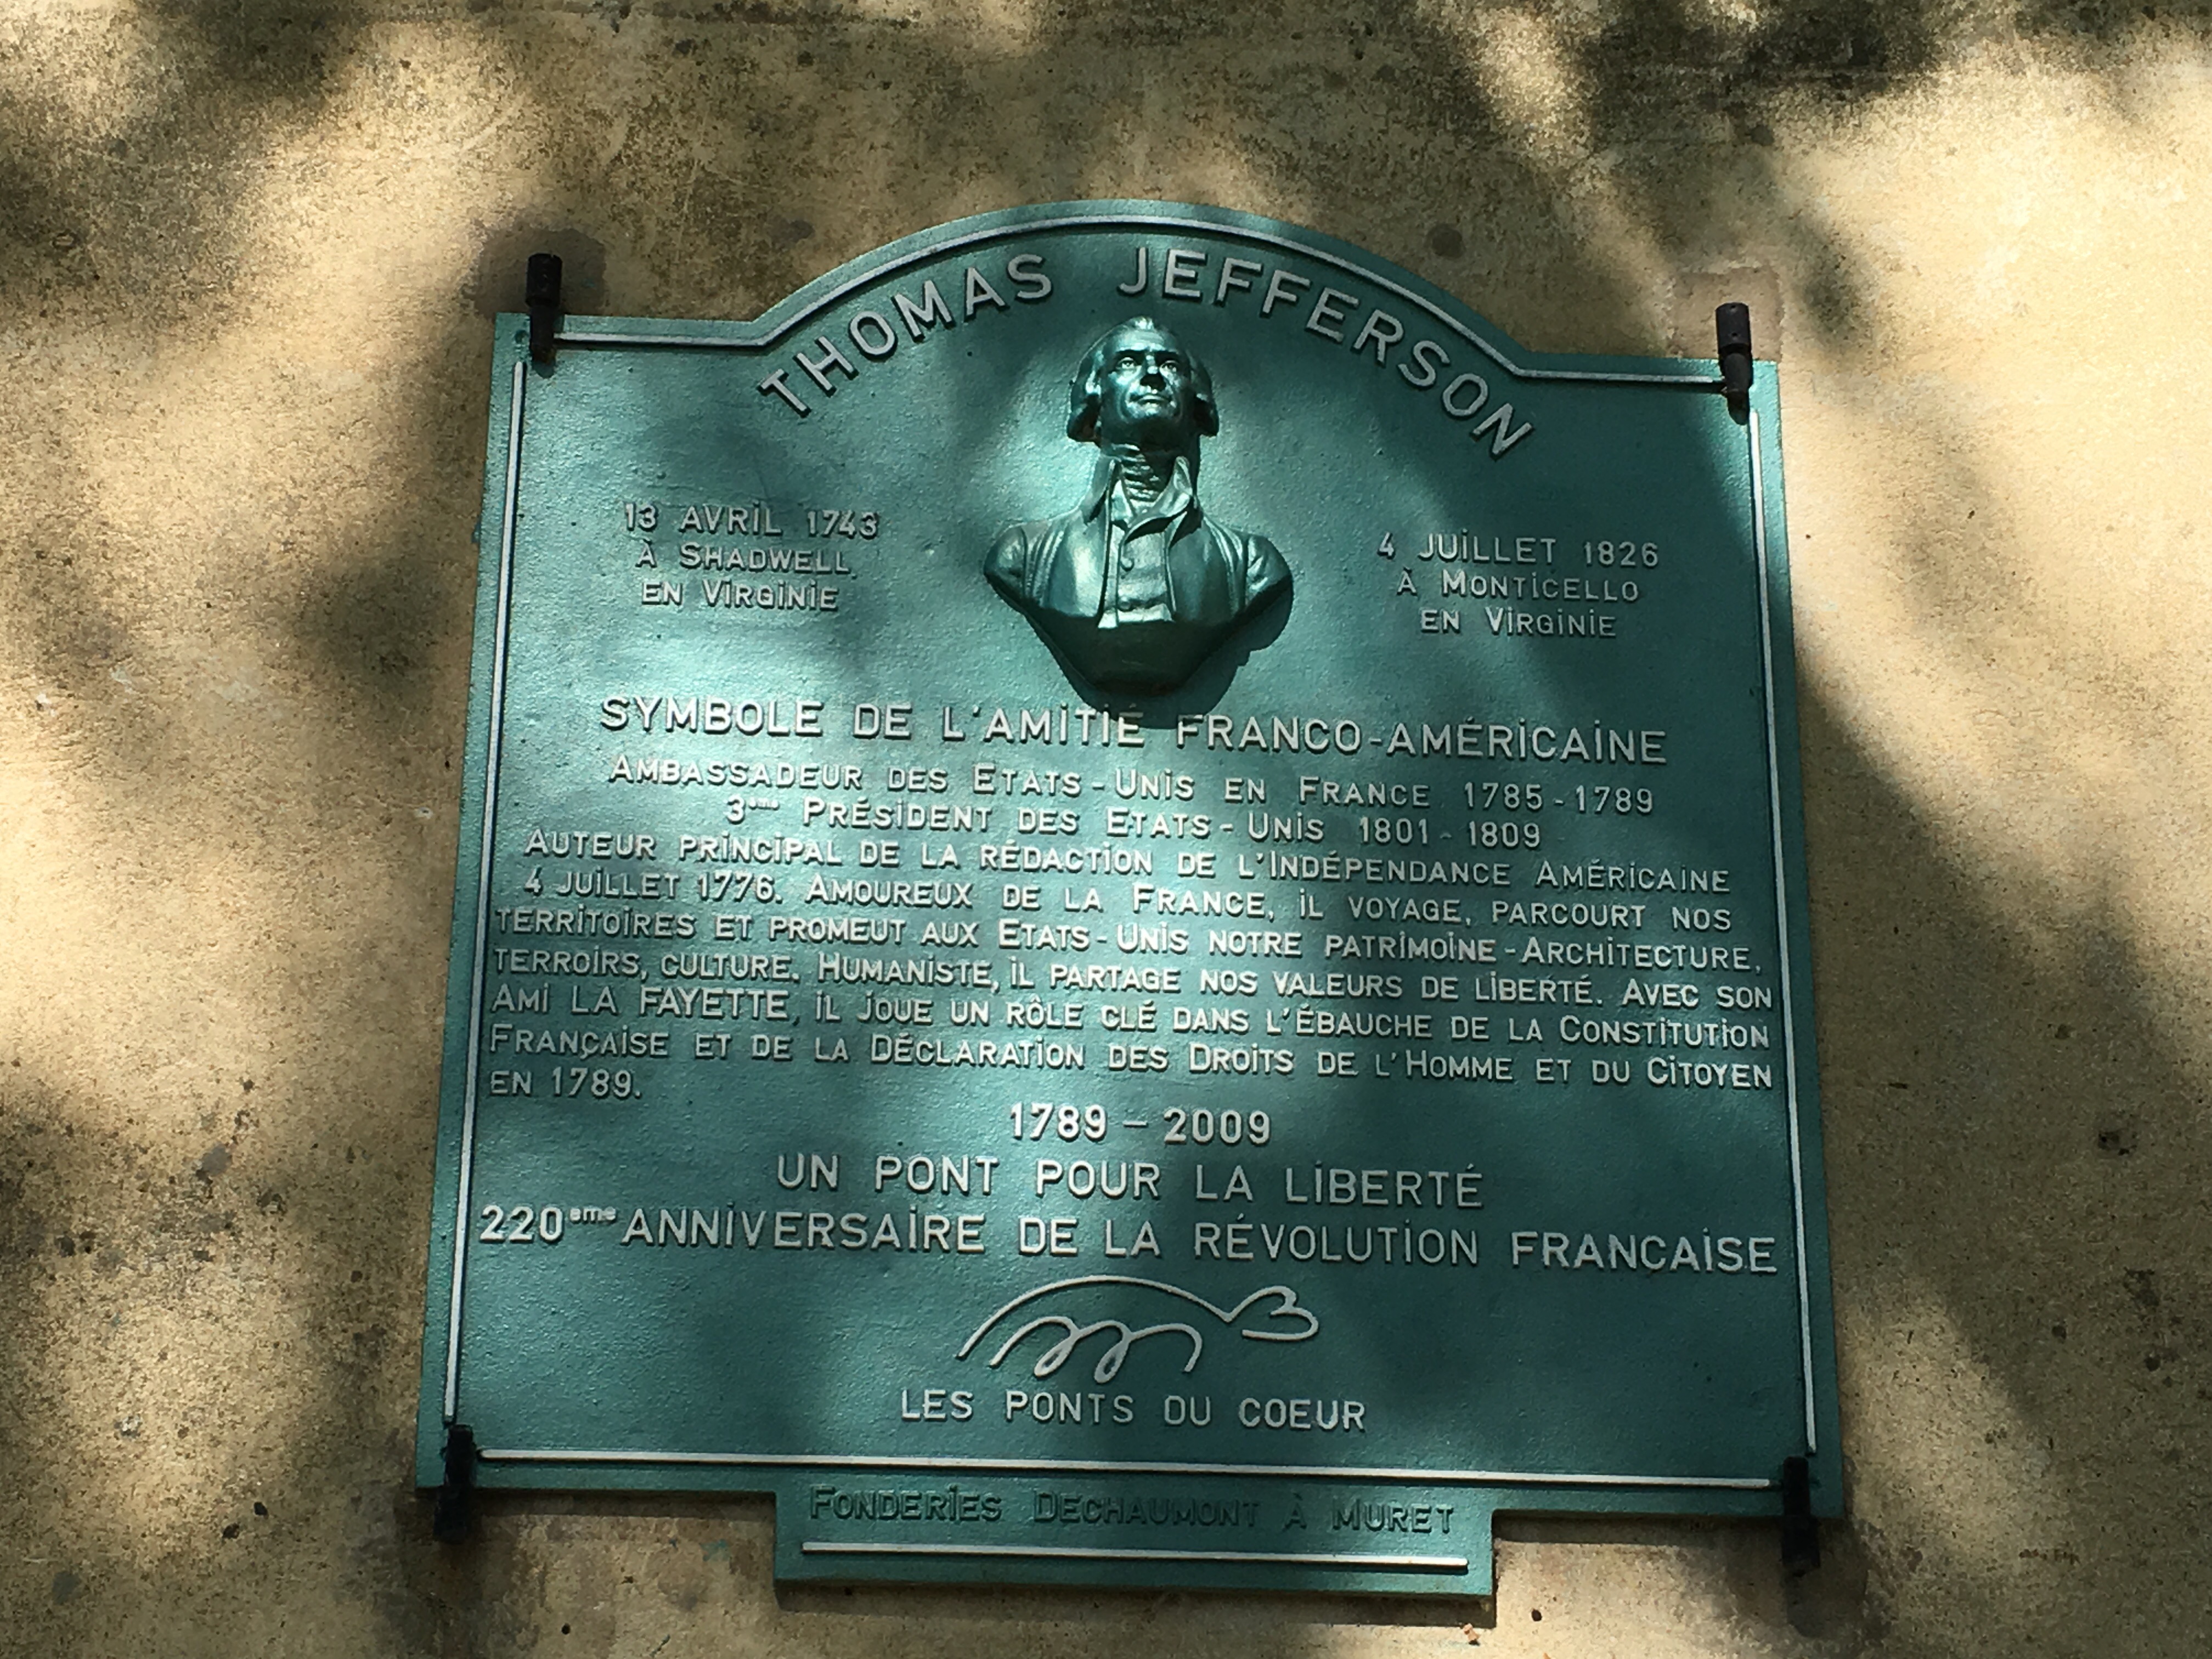 THOMAS JEFFERSON
13 AVRIL 1743
À SHADWELL
EN VIRGINIE
4 JUILLET 1826
À MONTICELLO
EN VIRGINIE
SYMBOLE DE L'AMITIÉ FRANCO-AMÉRICAINE
AMBASSADEUR DES ETATS-UNIS EN FRANCE 1785-1789
3ème PRÉSIDENT DES ETATS-UNIS 1801-1809
AUTEUR PRINCIPAL DE LA RÉDACTION DE L'INDÉPENDANCE AMÉRICAINE
4 JUILLET 1776. AMOUREUX DE LA FRANCE, IL VOYAGE, PARCOURT NOS
TERRITOIRES ET PROMEUT AUX ETATS-UNIS NOTRE PATRIMOINE-ARCHITECTURE,
TERROIRS, CULTURE. HUMANISTE, IL PARTAGE NOS VALEURS DE LIBERTÉ. AVEC SON
AMI LA FAYETTE, IL JOUE UN RÔLE CLÉ DANS L'ÉBAUCHE DE LA CONSTITUTION
FRANÇAISE ET DE LA DÉCLARATION DES DROITS DE L'HOMME ET DU CITOYEN
EN 1789.
1789 – 2009
UN PONT POUR LA LIBERTÉ
220eme ANNIVERSAIRE DE LA RÉVOLUTION FRANÇAISE
LES PONTS DU COEUR
FONDERIES DECHAUMONT À MURET